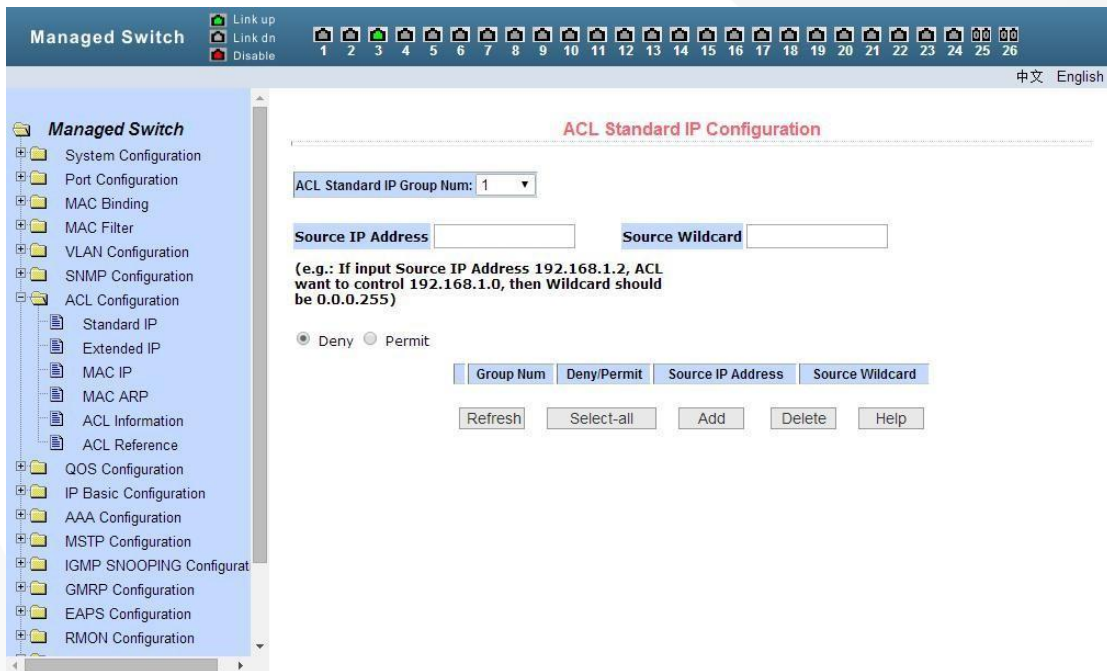 Managed Switch
Link up
Link dn
Disable
1 2 3 4 5 6 7 8 9 10 11 12 13 14 15 16 17 18 19 20 21 22 23 24 25 26
中文 English
Managed Switch
System Configuration
Port Configuration
MAC Binding
MAC Filter
VLAN Configuration
SNMP Configuration
ACL Configuration
Standard IP
Extended IP
MAC IP
MAC ARP
ACL Information
ACL Reference
QOS Configuration
IP Basic Configuration
AAA Configuration
MSTP Configuration
IGMP SNOOPING Configurat
GMRP Configuration
EAPS Configuration
RMON Configuration
ACL Standard IP Configuration
ACL Standard IP Group Num: 1
Source IP Address Source Wildcard
(e.g.: If input Source IP Address 192.168.1.2, ACL
want to control 192.168.1.0, then Wildcard should
be 0.0.0.255)
Deny Permit
Group Num Deny/Permit Source IP Address Source Wildcard
Refresh Select-all Add Delete Help